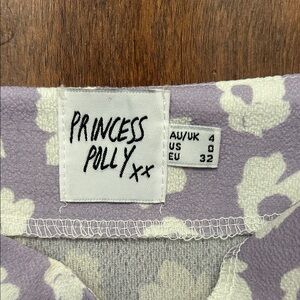 PRINCESS
POLLY xx
AU/UK 4
US 0
EU 32